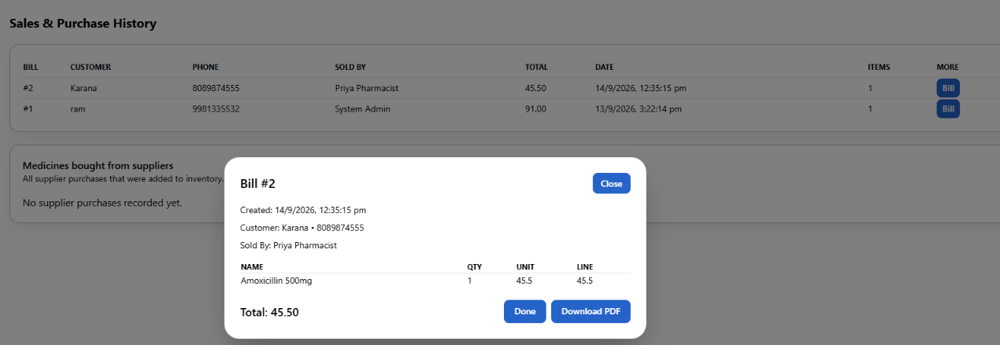 Sales & Purchase History
BILL CUSTOMER PHONE SOLD BY TOTAL DATE ITEMS MORE
#2 Karana 8089874555 Priya Pharmacist 45.50 14/9/2026, 12:35:15 pm 1 Bill
#1 ram 9981335532 System Admin 91.00 13/9/2026, 3:22:14 pm 1 Bill
Medicines bought from suppliers
All supplier purchases that were added to inventory.
No supplier purchases recorded yet.
Bill #2 Close
Created: 14/9/2026, 12:35:15 pm
Customer: Karana • 8089874555
Sold By: Priya Pharmacist
NAME QTY UNIT LINE
Amoxicillin 500mg 1 45.5 45.5
Total: 45.50 Done Download PDF